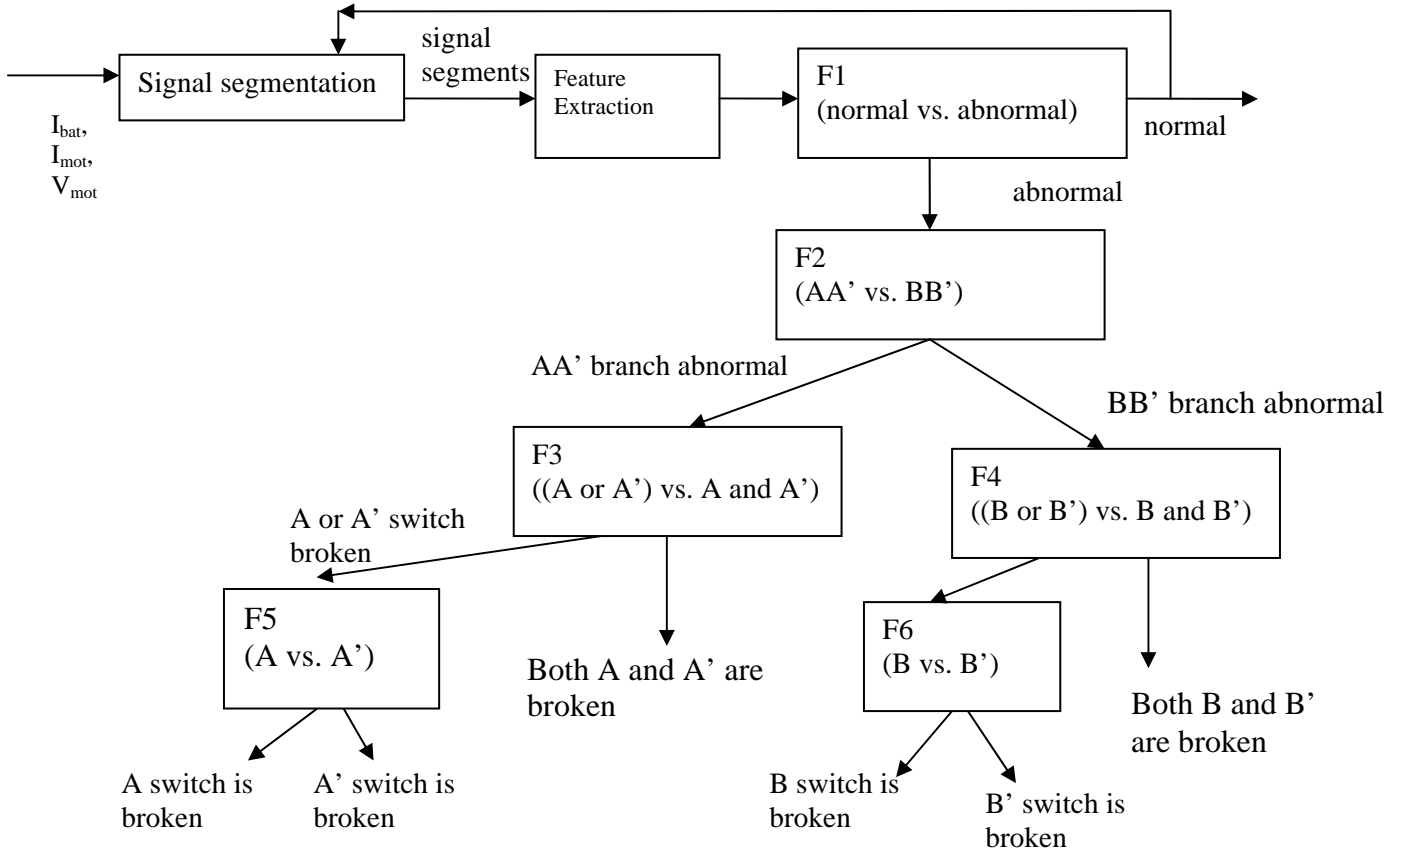 signal
segments
Signal segmentation
Feature
Extraction
F1
(normal vs. abnormal)
I_bat,
I_mot,
V_mot
normal
abnormal
F2
(AA’ vs. BB’)
AA’ branch abnormal
BB’ branch abnormal
F3
((A or A’) vs. A and A’)
F4
((B or B’) vs. B and B’)
A or A’ switch
broken
F5
(A vs. A’)
Both A and A’ are
broken
F6
(B vs. B’)
Both B and B’
are broken
A switch is
broken
A’ switch is
broken
B switch is
broken
B’ switch is
broken